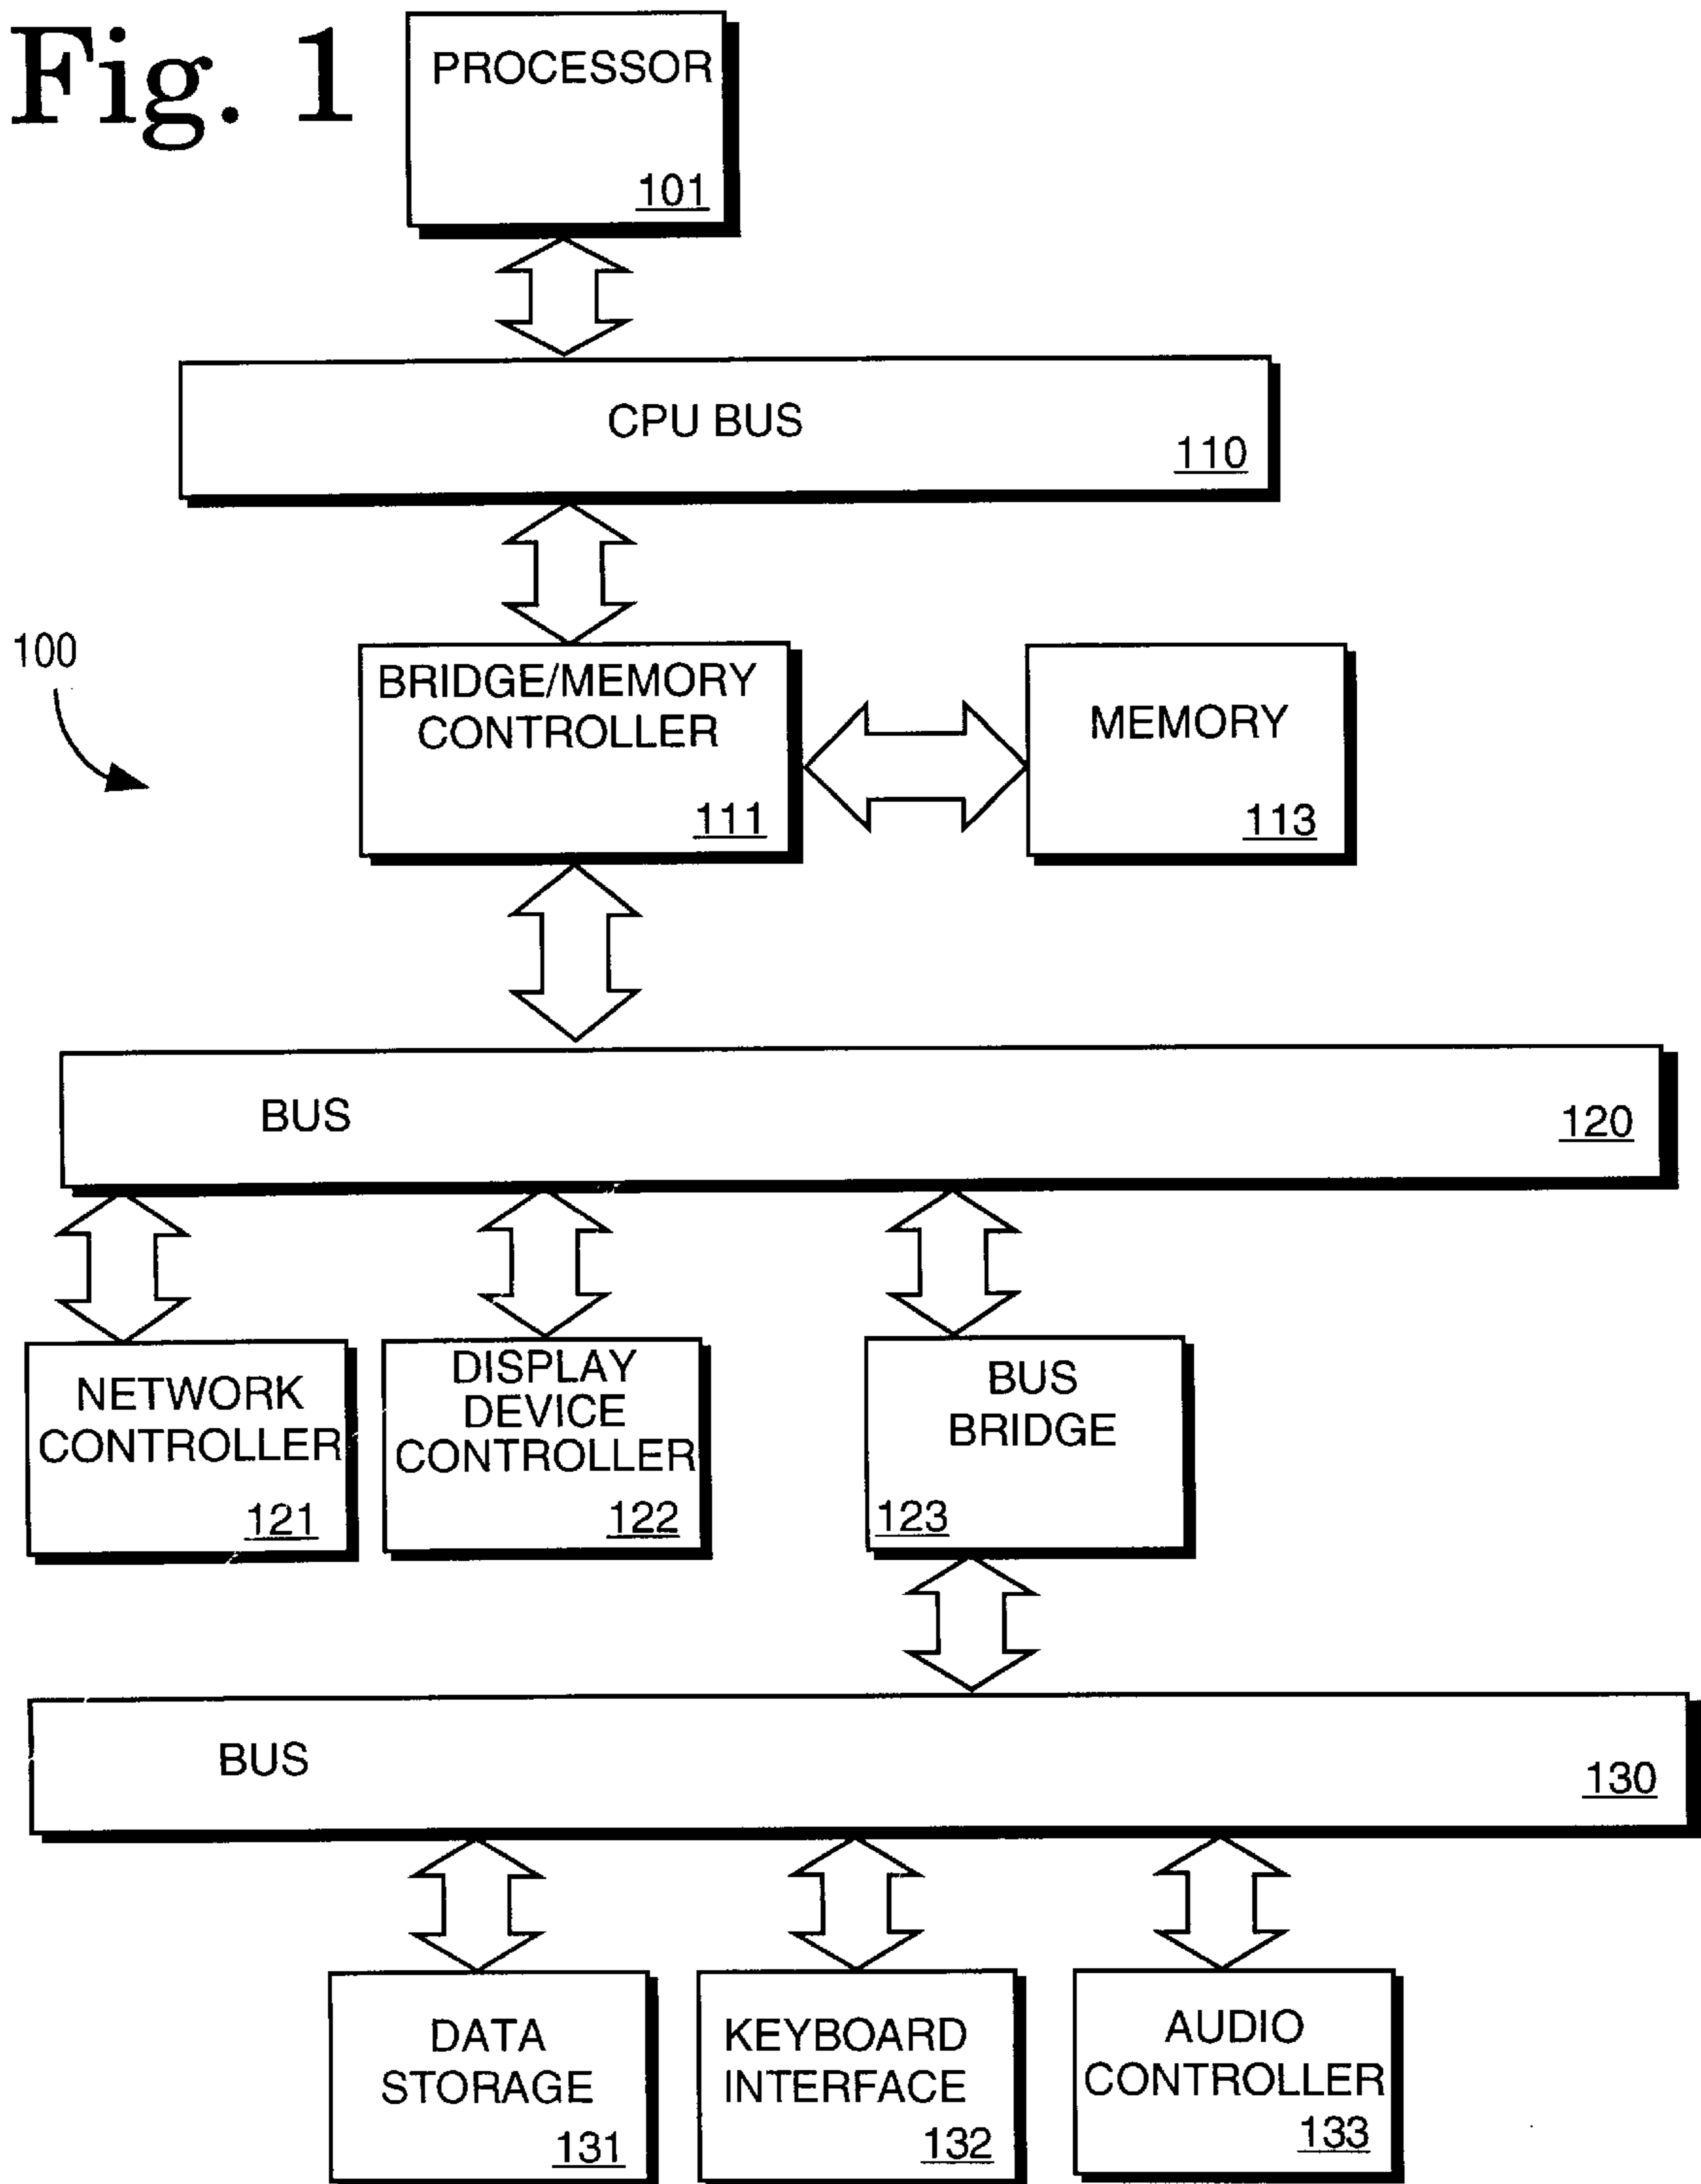 Fig. 1
PROCESSOR
101
CPU BUS
110
100
BRIDGE/MEMORY
CONTROLLER
111
MEMORY
113
BUS
120
NETWORK
CONTROLLER
121
DISPLAY
DEVICE
CONTROLLER
122
BUS
BRIDGE
123
BUS
130
DATA
STORAGE
131
KEYBOARD
INTERFACE
132
AUDIO
CONTROLLER
133